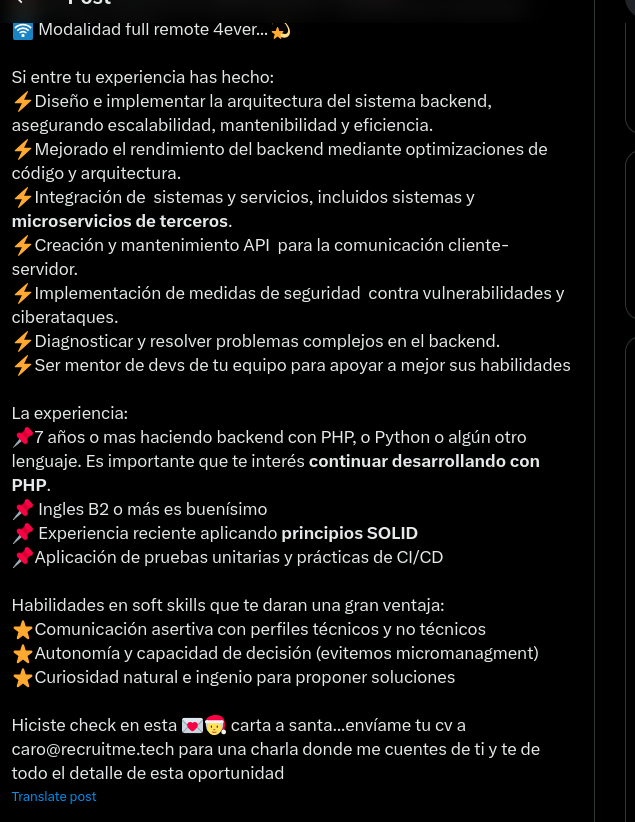 Post
🛜 Modalidad full remote 4ever... 💫
Si entre tu experiencia has hecho:
⚡Diseño e implementar la arquitectura del sistema backend,
asegurando escalabilidad, mantenibilidad y eficiencia.
⚡Mejorado el rendimiento del backend mediante optimizaciones de
código y arquitectura.
⚡Integración de  sistemas y servicios, incluidos sistemas y
microservicios de terceros.
⚡Creación y mantenimiento API  para la comunicación cliente-
servidor.
⚡Implementación de medidas de seguridad  contra vulnerabilidades y
ciberataques.
⚡Diagnosticar y resolver problemas complejos en el backend.
⚡Ser mentor de devs de tu equipo para apoyar a mejor sus habilidades
La experiencia:
📌7 años o mas haciendo backend con PHP, o Python o algún otro
lenguaje. Es importante que te interés continuar desarrollando con
PHP.
📌 Ingles B2 o más es buenísimo
📌 Experiencia reciente aplicando principios SOLID
📌Aplicación de pruebas unitarias y prácticas de CI/CD
Habilidades en soft skills que te daran una gran ventaja:
⭐Comunicación asertiva con perfiles técnicos y no técnicos
⭐Autonomía y capacidad de decisión (evitemos micromanagment)
⭐Curiosidad natural e ingenio para proponer soluciones
Hiciste check en esta 💌🎅 carta a santa...envíame tu cv a
caro@recruitme.tech para una charla donde me cuentes de ti y te de
todo el detalle de esta oportunidad
Translate post